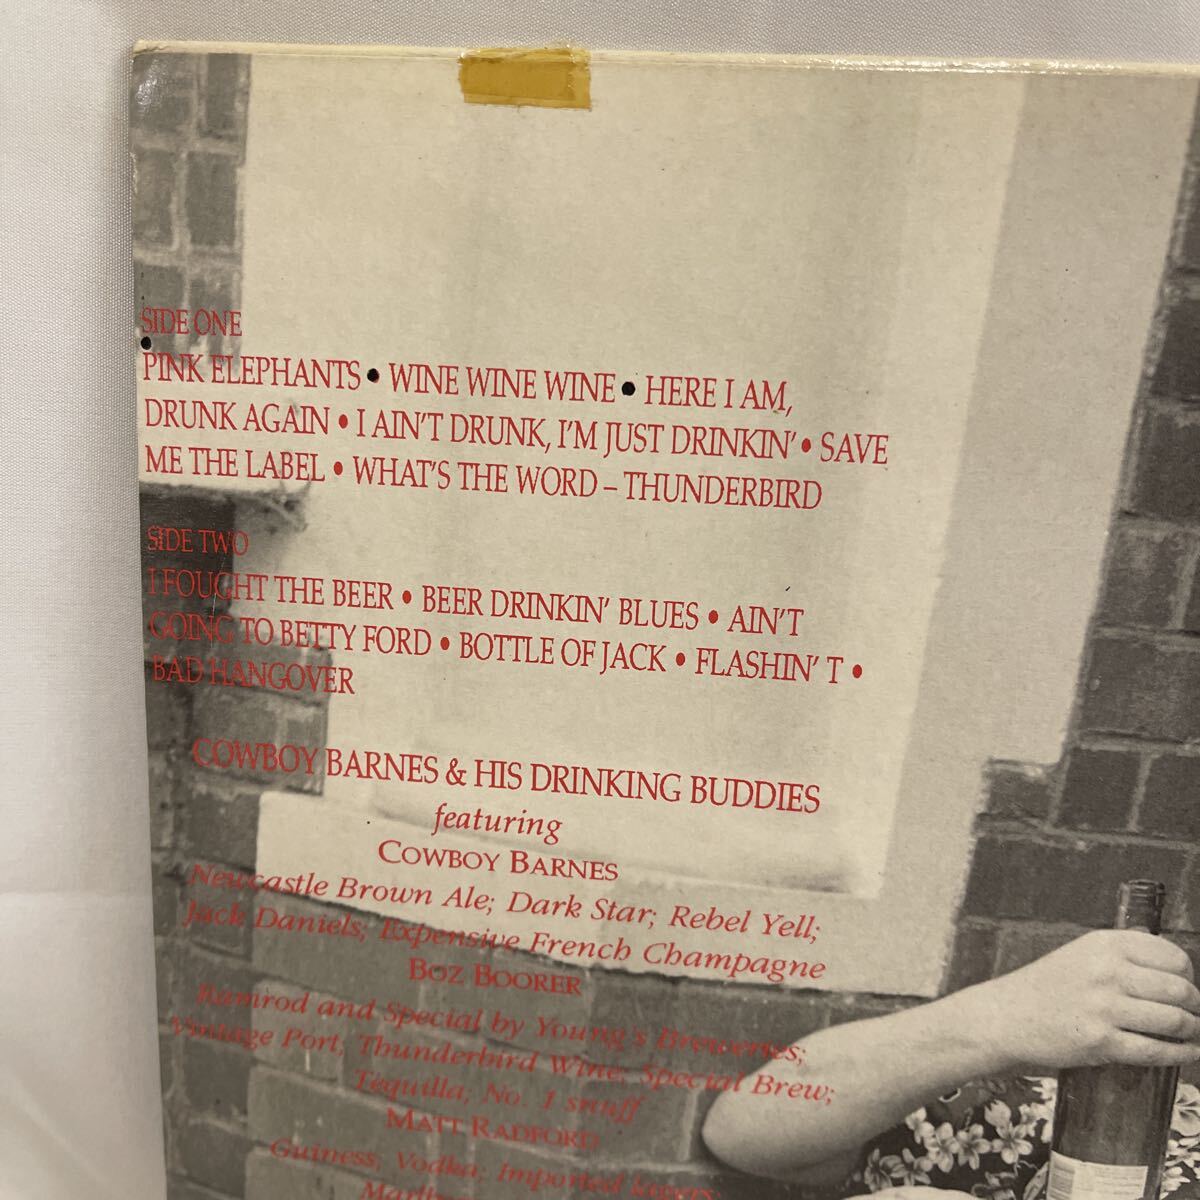 SIDE ONE
PINK ELEPHANTS • WINE WINE WINE • HERE I AM,
DRUNK AGAIN • I AIN'T DRUNK, I'M JUST DRINKIN' • SAVE
ME THE LABEL • WHAT'S THE WORD – THUNDERBIRD
SIDE TWO
I FOUGHT THE BEER • BEER DRINKIN' BLUES • AIN'T
GOING TO BETTY FORD • BOTTLE OF JACK • FLASHIN' T •
BAD HANGOVER
COWBOY BARNES & HIS DRINKING BUDDIES
featuring
COWBOY BARNES
Newcastle Brown Ale; Dark Star; Rebel Yell;
Jack Daniels; Expensive French Champagne
BOZ BOORER
Ramrod and Special by Young's Breweries;
Vintage Port; Thunderbird Wine; Special Brew;
Tequilla, No. 1 snuff
MATT RADFORD
Guiness; Vodka; Imported lagers;